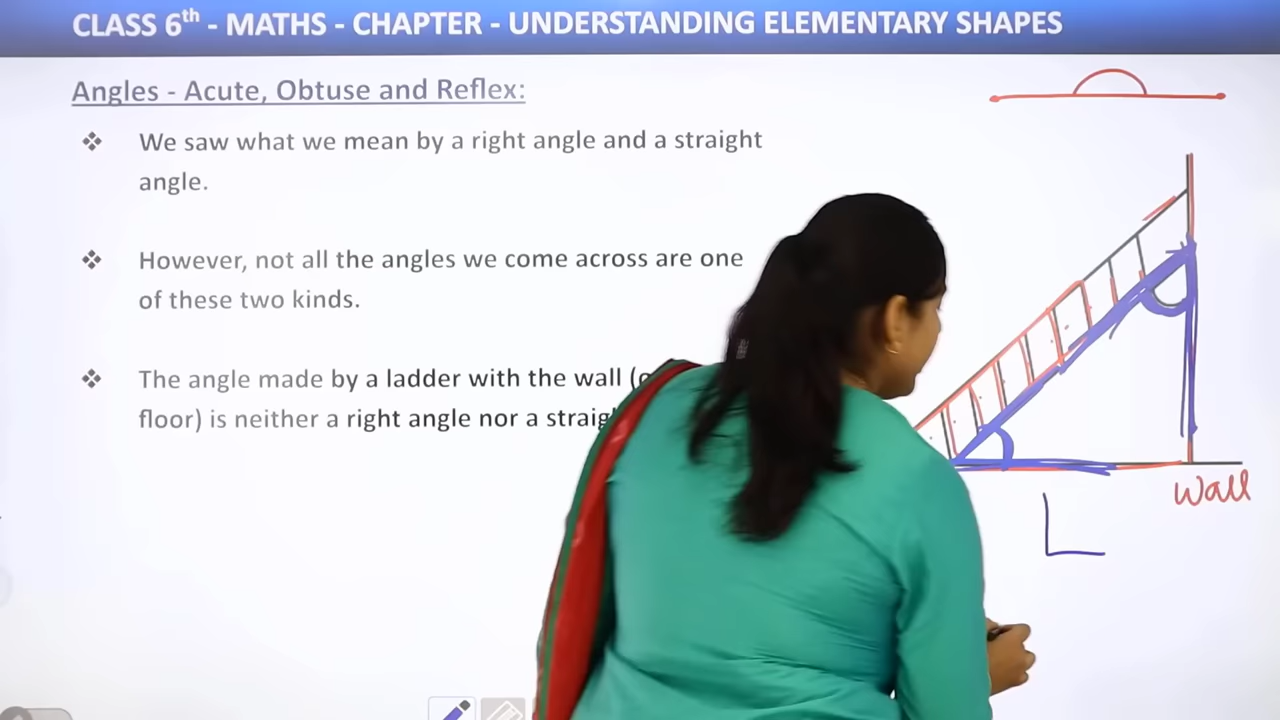 CLASS 6th - MATHS - CHAPTER - UNDERSTANDING ELEMENTARY SHAPES
Angles - Acute, Obtuse and Reflex:
❖ We saw what we mean by a right angle and a straight
angle.
❖ However, not all the angles we come across are one
of these two kinds.
❖ The angle made by a ladder with the wall
floor) is neither a right angle nor a
Wall